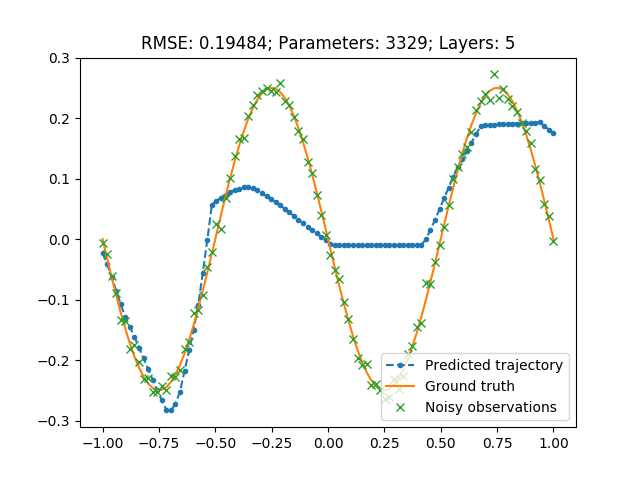 RMSE: 0.19484; Parameters: 3329; Layers: 5
0.3
0.2
0.1
0.0
−0.1
−0.2
−0.3
Predicted trajectory
Ground truth
Noisy observations
−1.00 −0.75 −0.50 −0.25 0.00 0.25 0.50 0.75 1.00